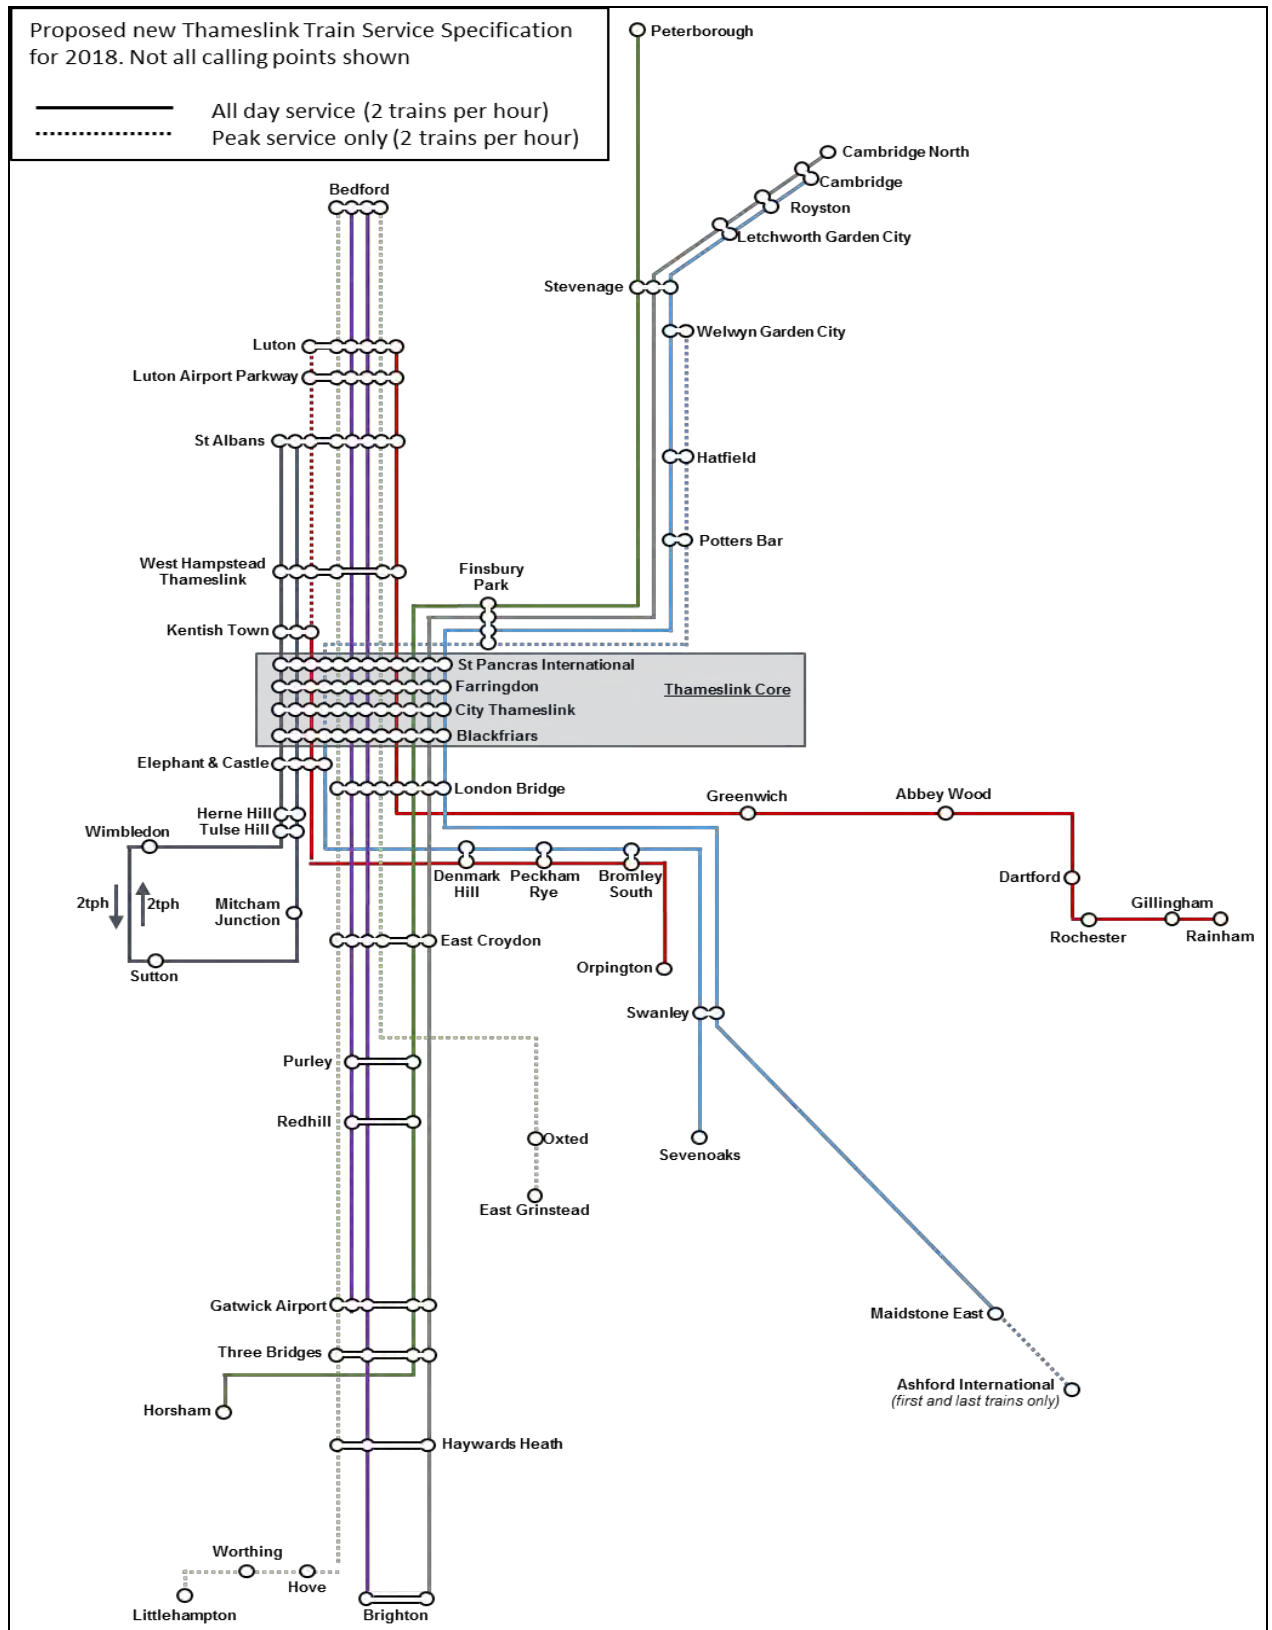 Proposed new Thameslink Train Service Specification
for 2018. Not all calling points shown
All day service (2 trains per hour)
Peak service only (2 trains per hour)
Peterborough
Cambridge North
Cambridge
Royston
Letchworth Garden City
Bedford
Stevenage
Welwyn Garden City
Luton
Luton Airport Parkway
St Albans
Hatfield
Potters Bar
West Hampstead
Thameslink
Finsbury
Park
Kentish Town
St Pancras International
Farringdon
Thameslink Core
City Thameslink
Blackfriars
Elephant & Castle
London Bridge
Greenwich
Abbey Wood
Herne Hill
Tulse Hill
Wimbledon
Denmark
Hill
Peckham
Rye
Bromley
South
Dartford
2tph
2tph
Mitcham
Junction
Gillingham
Rochester
Rainham
East Croydon
Orpington
Sutton
Swanley
Purley
Redhill
Oxted
Sevenoaks
East Grinstead
Gatwick Airport
Maidstone East
Three Bridges
Ashford International
(first and last trains only)
Horsham
Haywards Heath
Worthing
Hove
Littlehampton
Brighton